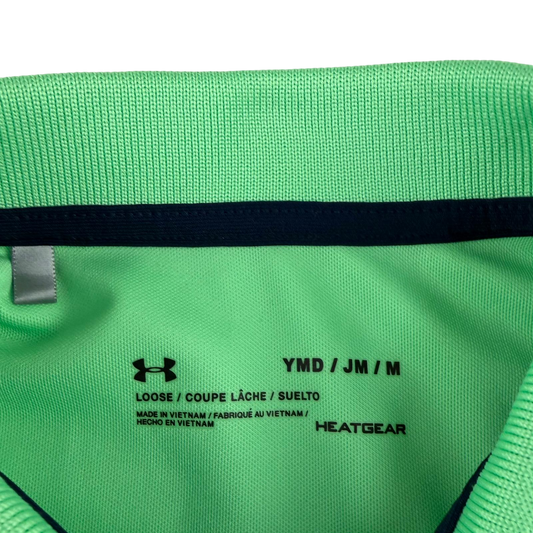 YMD / JM / M
LOOSE / COUPE LÂCHE / SUELTO
MADE IN VIETNAM / FABRIQUÉ AU VIETNAM /
HECHO EN VIETNAM
HEATGEAR